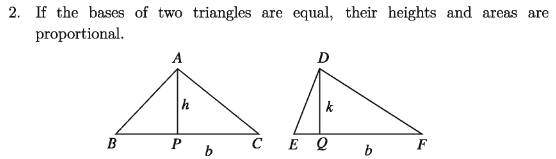 2. If the bases of two triangles are equal, their heights and areas are
proportional.
A D
h k
B P b C E Q b F